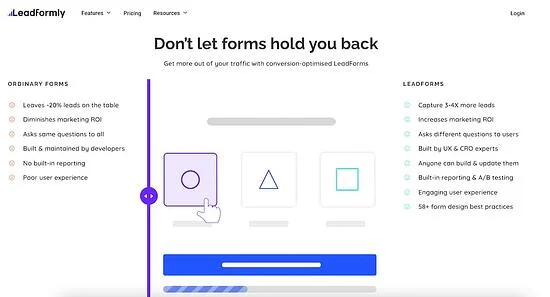 LeadFormly
Features
Pricing
Resources
Login
Don't let forms hold you back
Get more out of your traffic with conversion-optimised LeadForms
ORDINARY FORMS
Leaves ~20% leads on the table
Diminishes marketing ROI
Asks same questions to all
Built & maintained by developers
No built-in reporting
Poor user experience
LEADFORMS
Capture 3-4X more leads
Increases marketing ROI
Asks different questions to users
Built by UX & CRO experts
Anyone can build & update them
Built-in reporting & A/B testing
Engaging user experience
58+ form design best practices